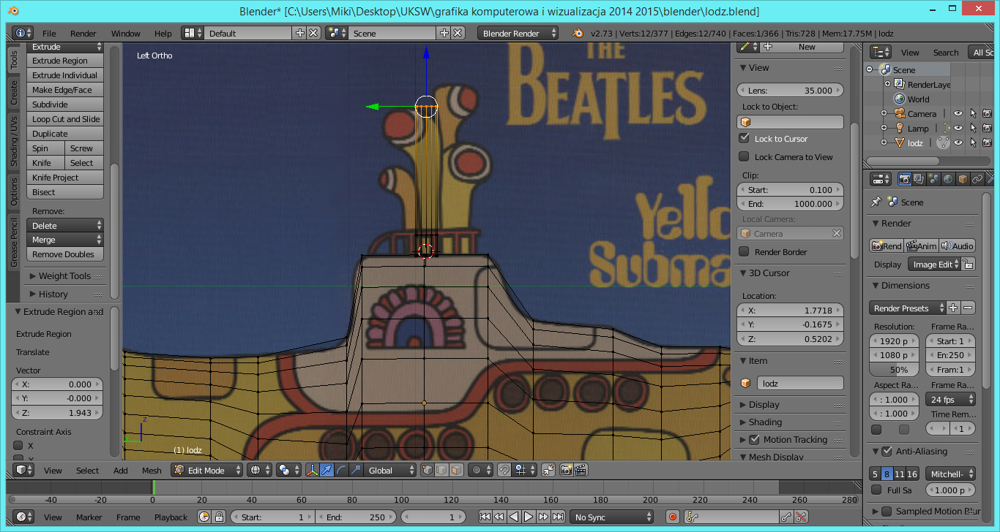 Blender* [C:\Users\Miki\Desktop\UKSW\grafika komputerowa i wizualizacja 2014 2015\blender\lodz.blend]
File Render Window Help Default Scene Blender Render v2.73 | Verts:12/377 | Edges:12/740 | Faces:1/366 | Tris:728 | Mem:17.75M | lodz
Tools
Create
Shading / UVs
Options
Grease Pencil
Extrude
Extrude Region
Extrude Individual
Make Edge/Face
Subdivide
Loop Cut and Slide
Duplicate
Spin Screw
Knife Select
Knife Project
Bisect
Remove:
Delete
Merge
Remove Doubles
Weight Tools
History
Extrude Region and
Extrude Region
Translate
Vector
X: 0.000
Y: -0.000
Z: 1.943
Constraint Axis
X
Y
Left Ortho
THE
BEATLES
Yello
Subma
z
(1) lodz
View Select Add Mesh Edit Mode Global
New
View
Lens: 35.000
Lock to Object:
Lock to Cursor
Lock Camera to View
Clip:
Start: 0.100
End: 1000.000
Local Camera:
Camera
Render Border
3D Cursor
Location:
X: 1.7718
Y: -0.1675
Z: 0.5202
Item
lodz
Display
Shading
Motion Tracking
Mesh Display
View Search All Sc
Scene
RenderLaye
World
Camera
Lamp
lodz
Scene
Render
Rend Anim Audio
Display Image Edit
Dimensions
Render Presets
Resolution: Frame Ra...
1920 p Start: 1
1080 p En:250
50% Fram:1
Aspect Ra... Frame Ra...
: 1.000 24 fps
: 1.000 Time Rem...
1
Anti-Aliasing
5 8 11 16 Mitchell-
Full Sa 1.000 p
Sampled Motion Blur
-40 -20 0 20 40 60 80 100 120 140 160 180 200 220 240 260 280
View Marker Frame Playback Start: 1 End: 250 1 No Sync